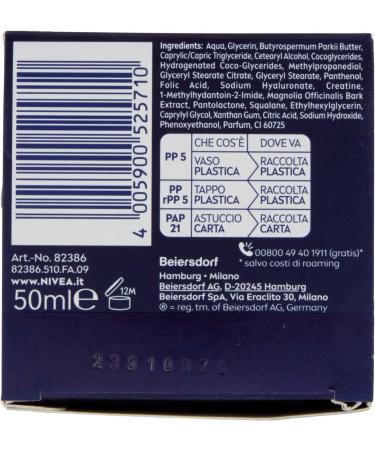 Ingredients: Aqua, Glycerin, Butyrospermum Parkii Butter,
Caprylic/Capric Triglyceride, Cetearyl Alcohol, Cocoglycerides,
Hydrogenated Coco-Glycerides, Methylpropanediol,
Glyceryl Stearate Citrate, Glyceryl Stearate, Panthenol,
Folic Acid, Sodium Hyaluronate, Creatine,
1-Methylhydantoin-2-Imide, Magnolia Officinalis Bark
Extract, Pantolactone, Squalane, Ethylhexylglycerin,
Caprylyl Glycol, Xanthan Gum, Citric Acid, Sodium Hydroxide,
Phenoxyethanol, Parfum, CI 60725
4 005900 525710
CHE COS'È DOVE VA
PP 5 VASO PLASTICA RACCOLTA PLASTICA
PP rPP 5 TAPPO PLASTICA RACCOLTA PLASTICA
PAP 21 ASTUCCIO CARTA RACCOLTA CARTA
Art.-No. 82386
82386.510.FA.09
www.NIVEA.it
50ml e 12M
00800 49 40 1911 (gratis)*
* salvo costi di roaming
Beiersdorf
Hamburg • Milano
Beiersdorf AG, D-20245 Hamburg
Beiersdorf SpA, Via Eraclito 30, Milano
® = reg. tm. of Beiersdorf AG, Germany